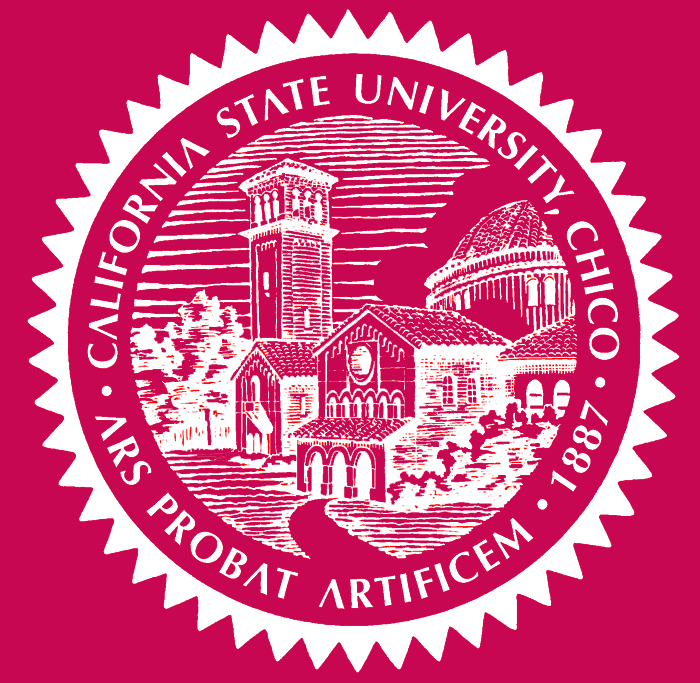 CALIFORNIA STATE UNIVERSITY, CHICO
ARS PROBAT ARTIFICEM • 1887 •